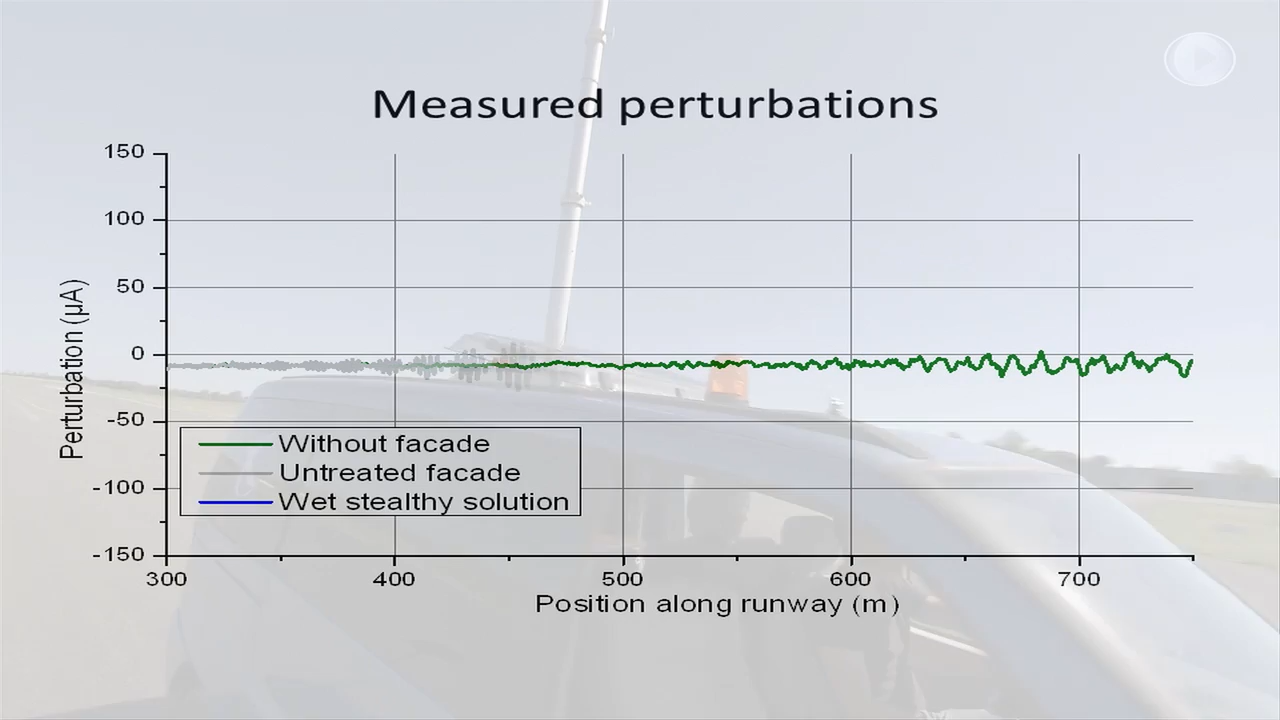 Measured perturbations
150
100
50
0
-50
-100
-150
Perturbation (µA)
Without facade
Untreated facade
Wet stealthy solution
300 400 500 600 700
Position along runway (m)